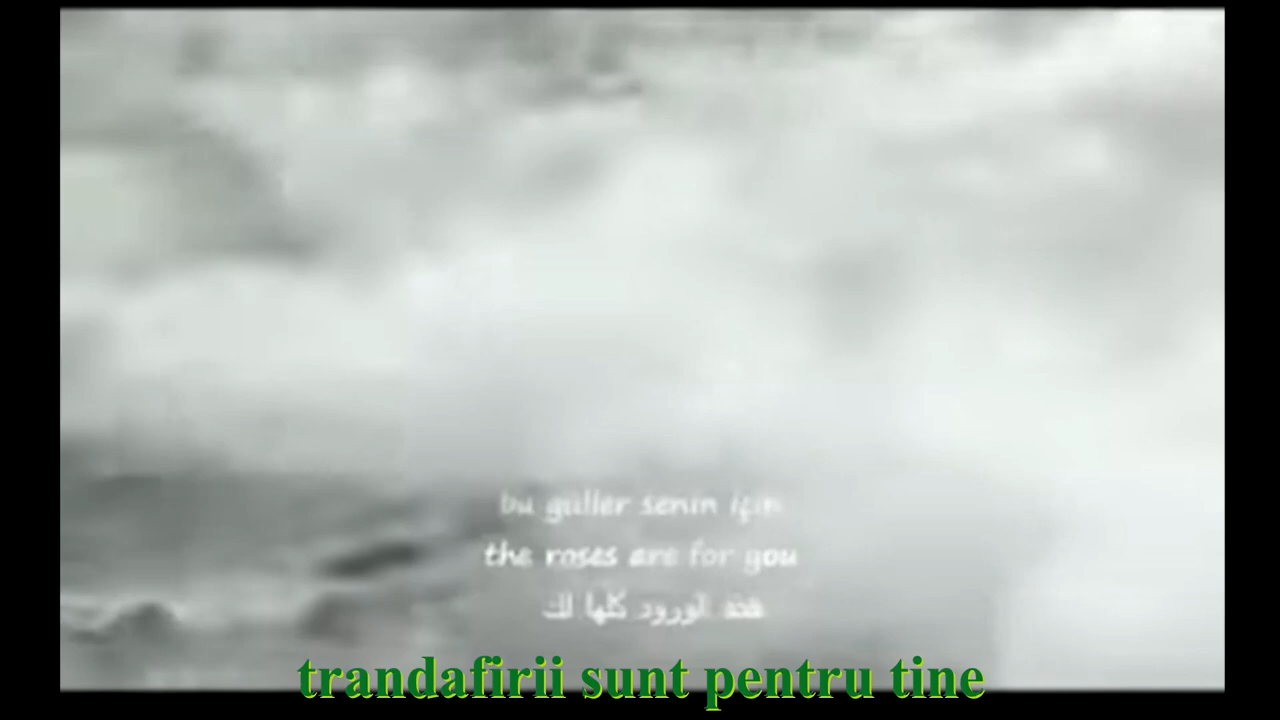 bu güller senin için
the roses are for you
هذه الورود كلها لك
trandafirii sunt pentru tine